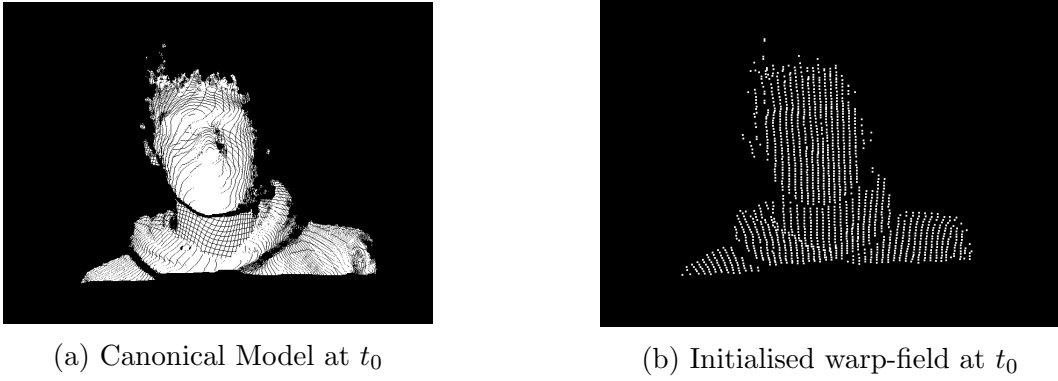 (a) Canonical Model at t₀
(b) Initialised warp-field at t₀